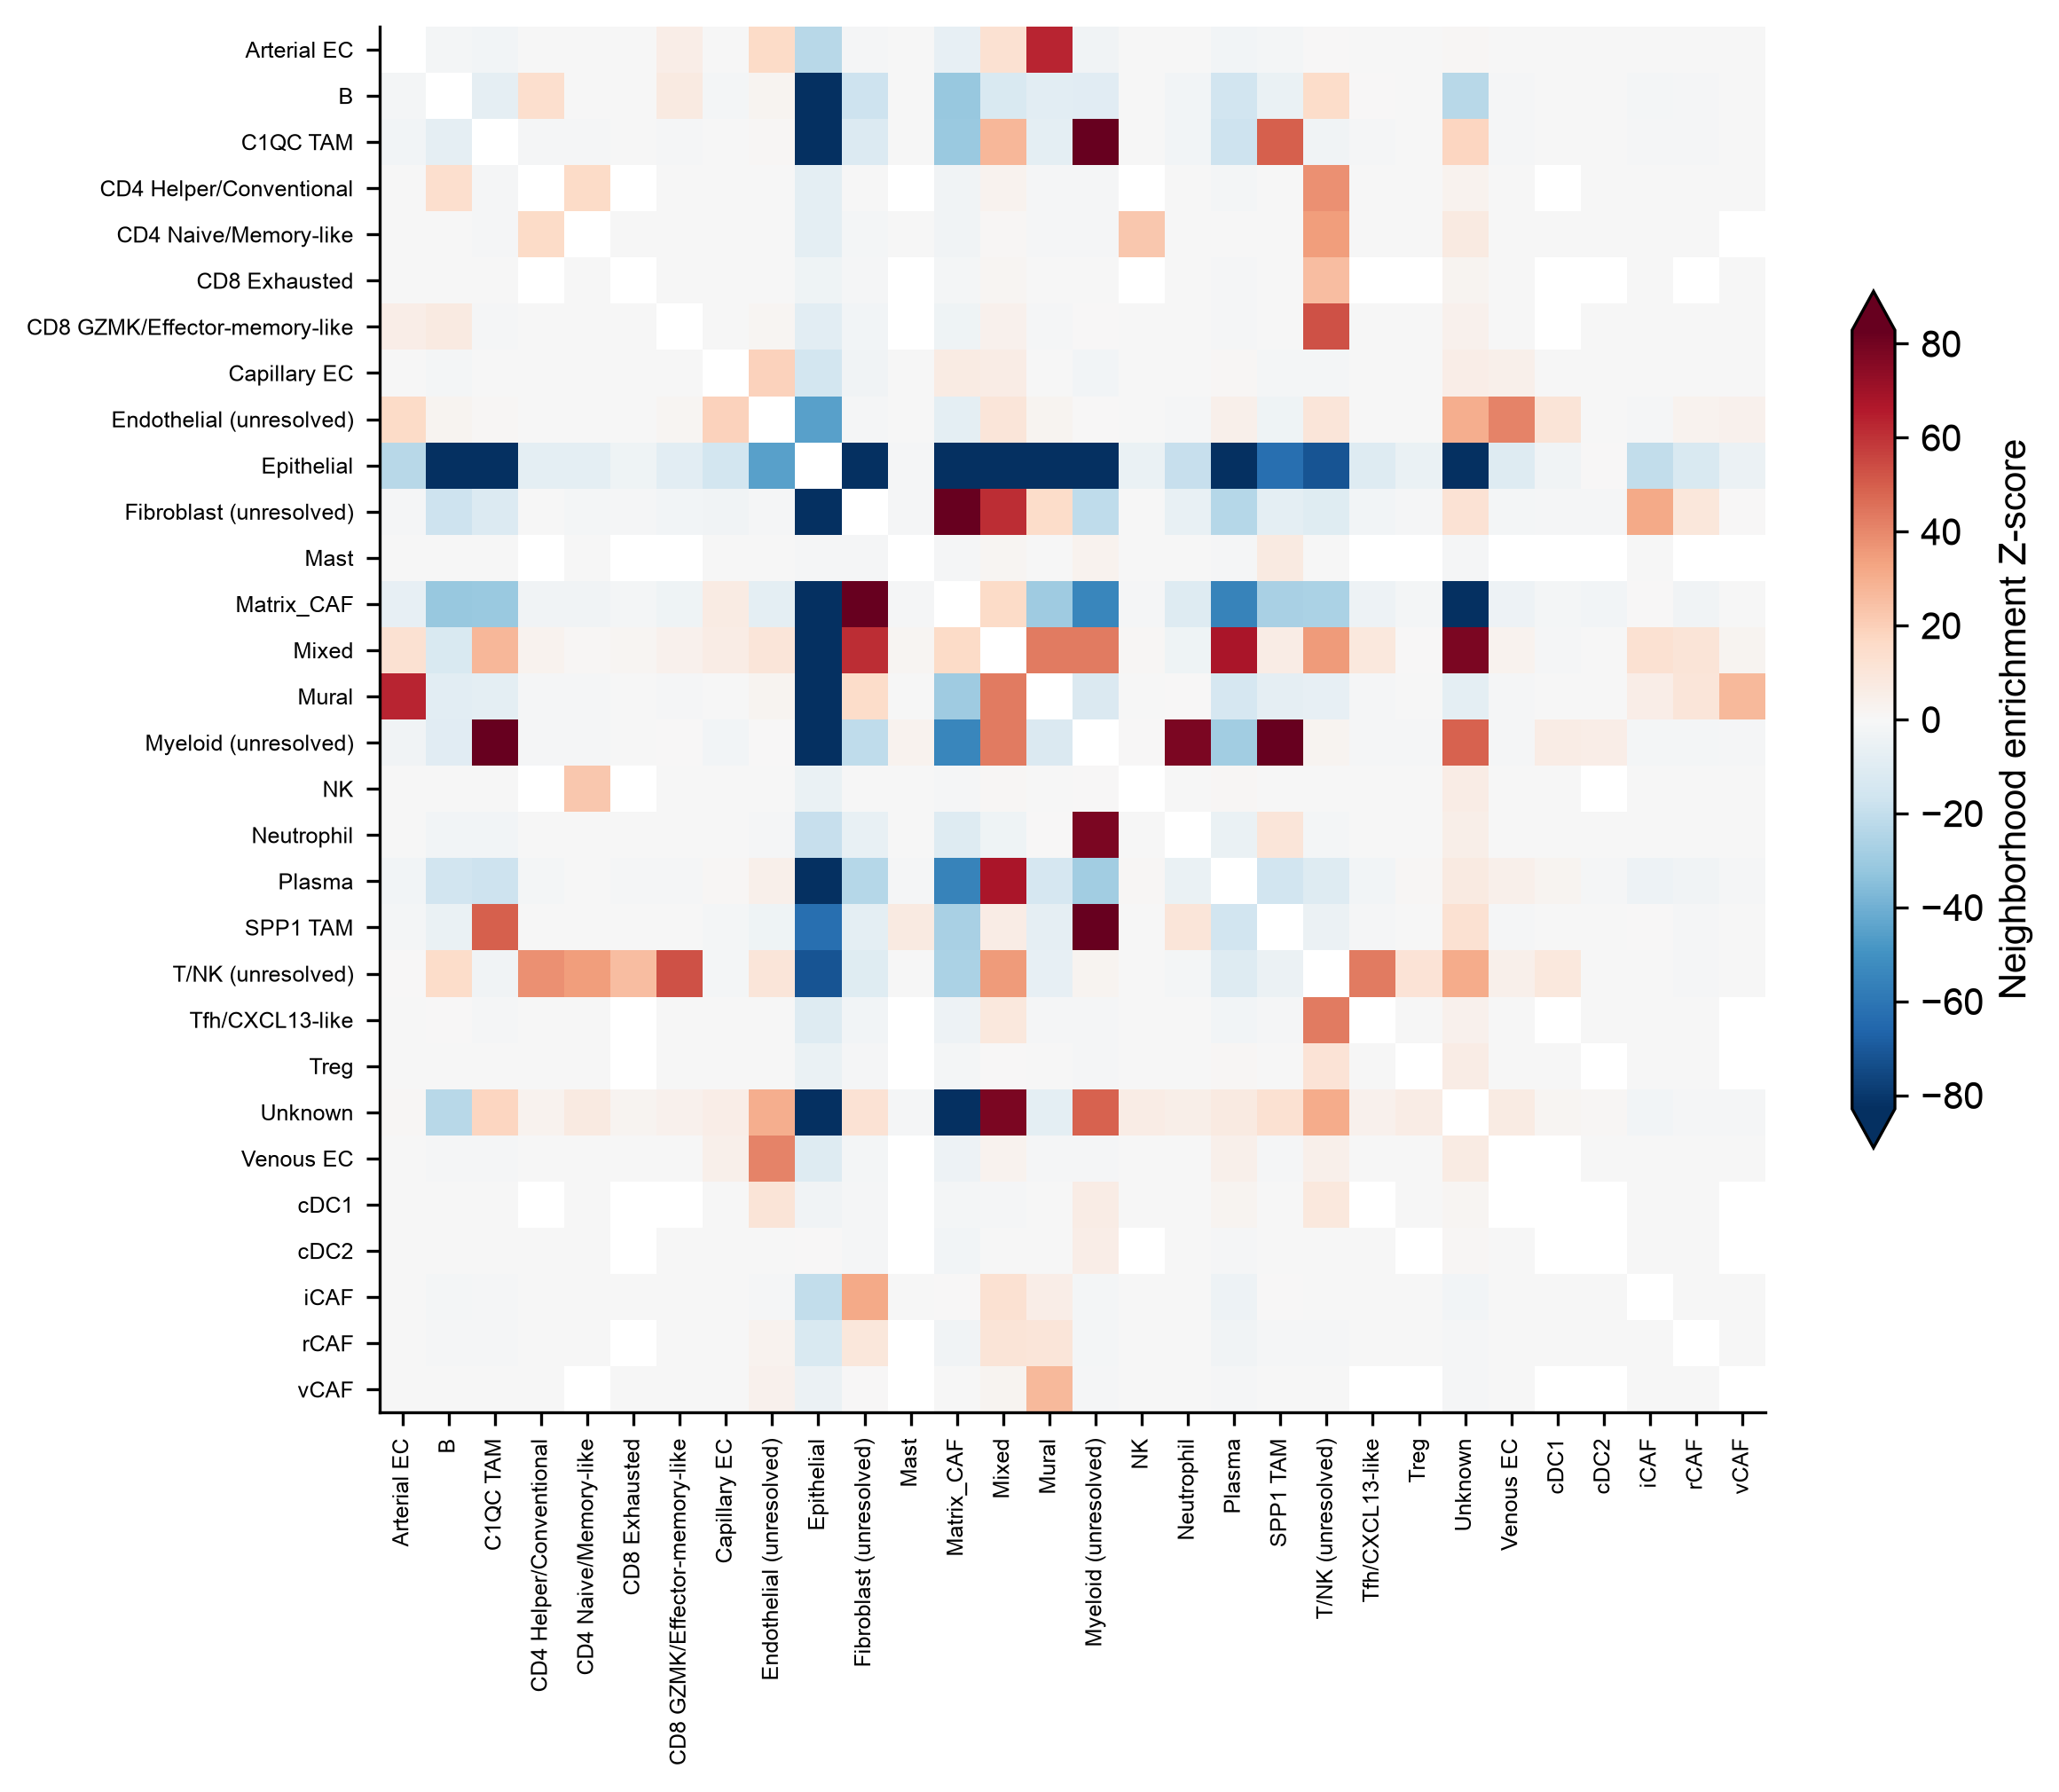 Arterial EC
B
C1QC TAM
CD4 Helper/Conventional
CD4 Naive/Memory-like
CD8 Exhausted
CD8 GZMK/Effector-memory-like
Capillary EC
Endothelial (unresolved)
Epithelial
Fibroblast (unresolved)
Mast
Matrix_CAF
Mixed
Mural
Myeloid (unresolved)
NK
Neutrophil
Plasma
SPP1 TAM
T/NK (unresolved)
Tfh/CXCL13-like
Treg
Unknown
Venous EC
cDC1
cDC2
iCAF
rCAF
vCAF
Arterial EC
B
C1QC TAM
CD4 Helper/Conventional
CD4 Naive/Memory-like
CD8 Exhausted
CD8 GZMK/Effector-memory-like
Capillary EC
Endothelial (unresolved)
Epithelial
Fibroblast (unresolved)
Mast
Matrix_CAF
Mixed
Mural
Myeloid (unresolved)
NK
Neutrophil
Plasma
SPP1 TAM
T/NK (unresolved)
Tfh/CXCL13-like
Treg
Unknown
Venous EC
cDC1
cDC2
iCAF
rCAF
vCAF
80
60
40
20
0
−20
−40
−60
−80
Neighborhood enrichment Z-score